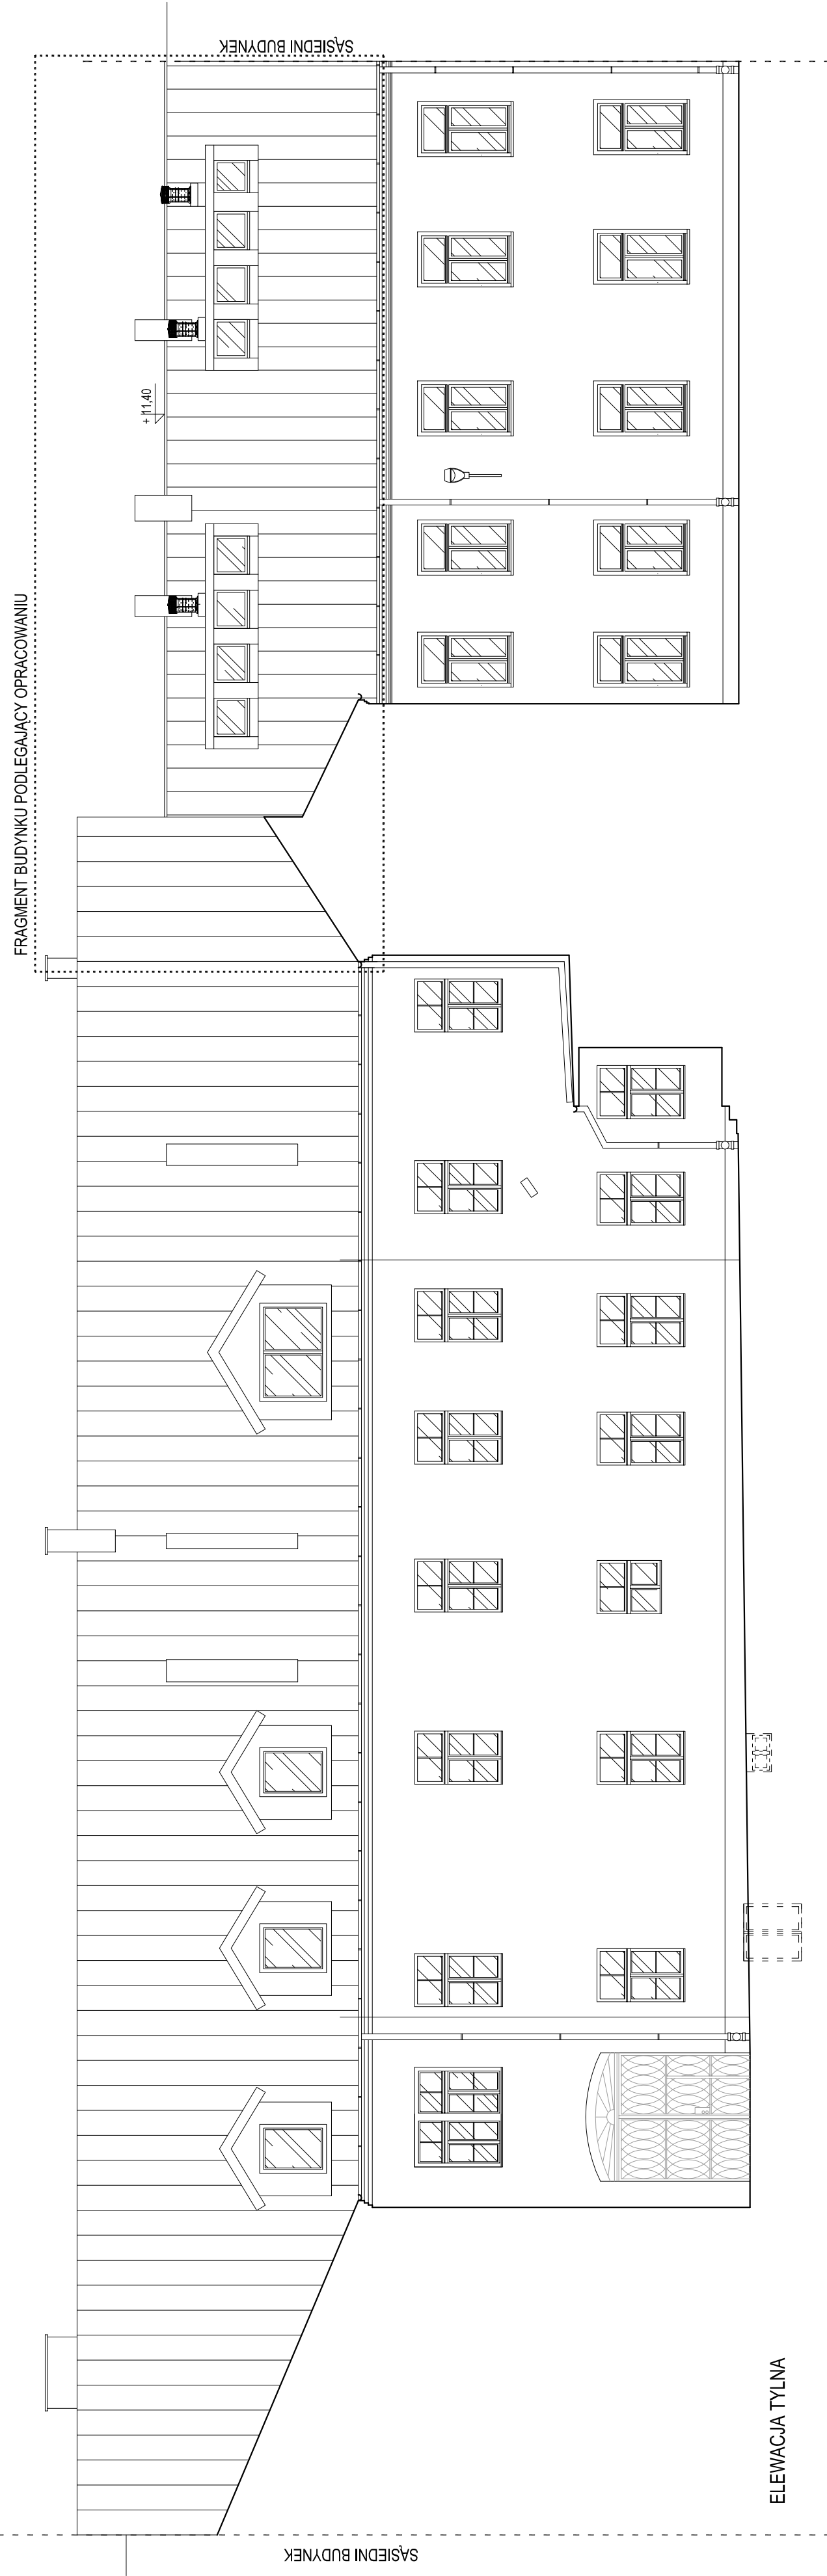 SĄSIEDNI BUDYNEK
FRAGMENT BUDYNKU PODLEGAJĄCY OPRACOWANIU
+ 11,40
ELEWACJA TYLNA
SĄSIEDNI BUDYNEK